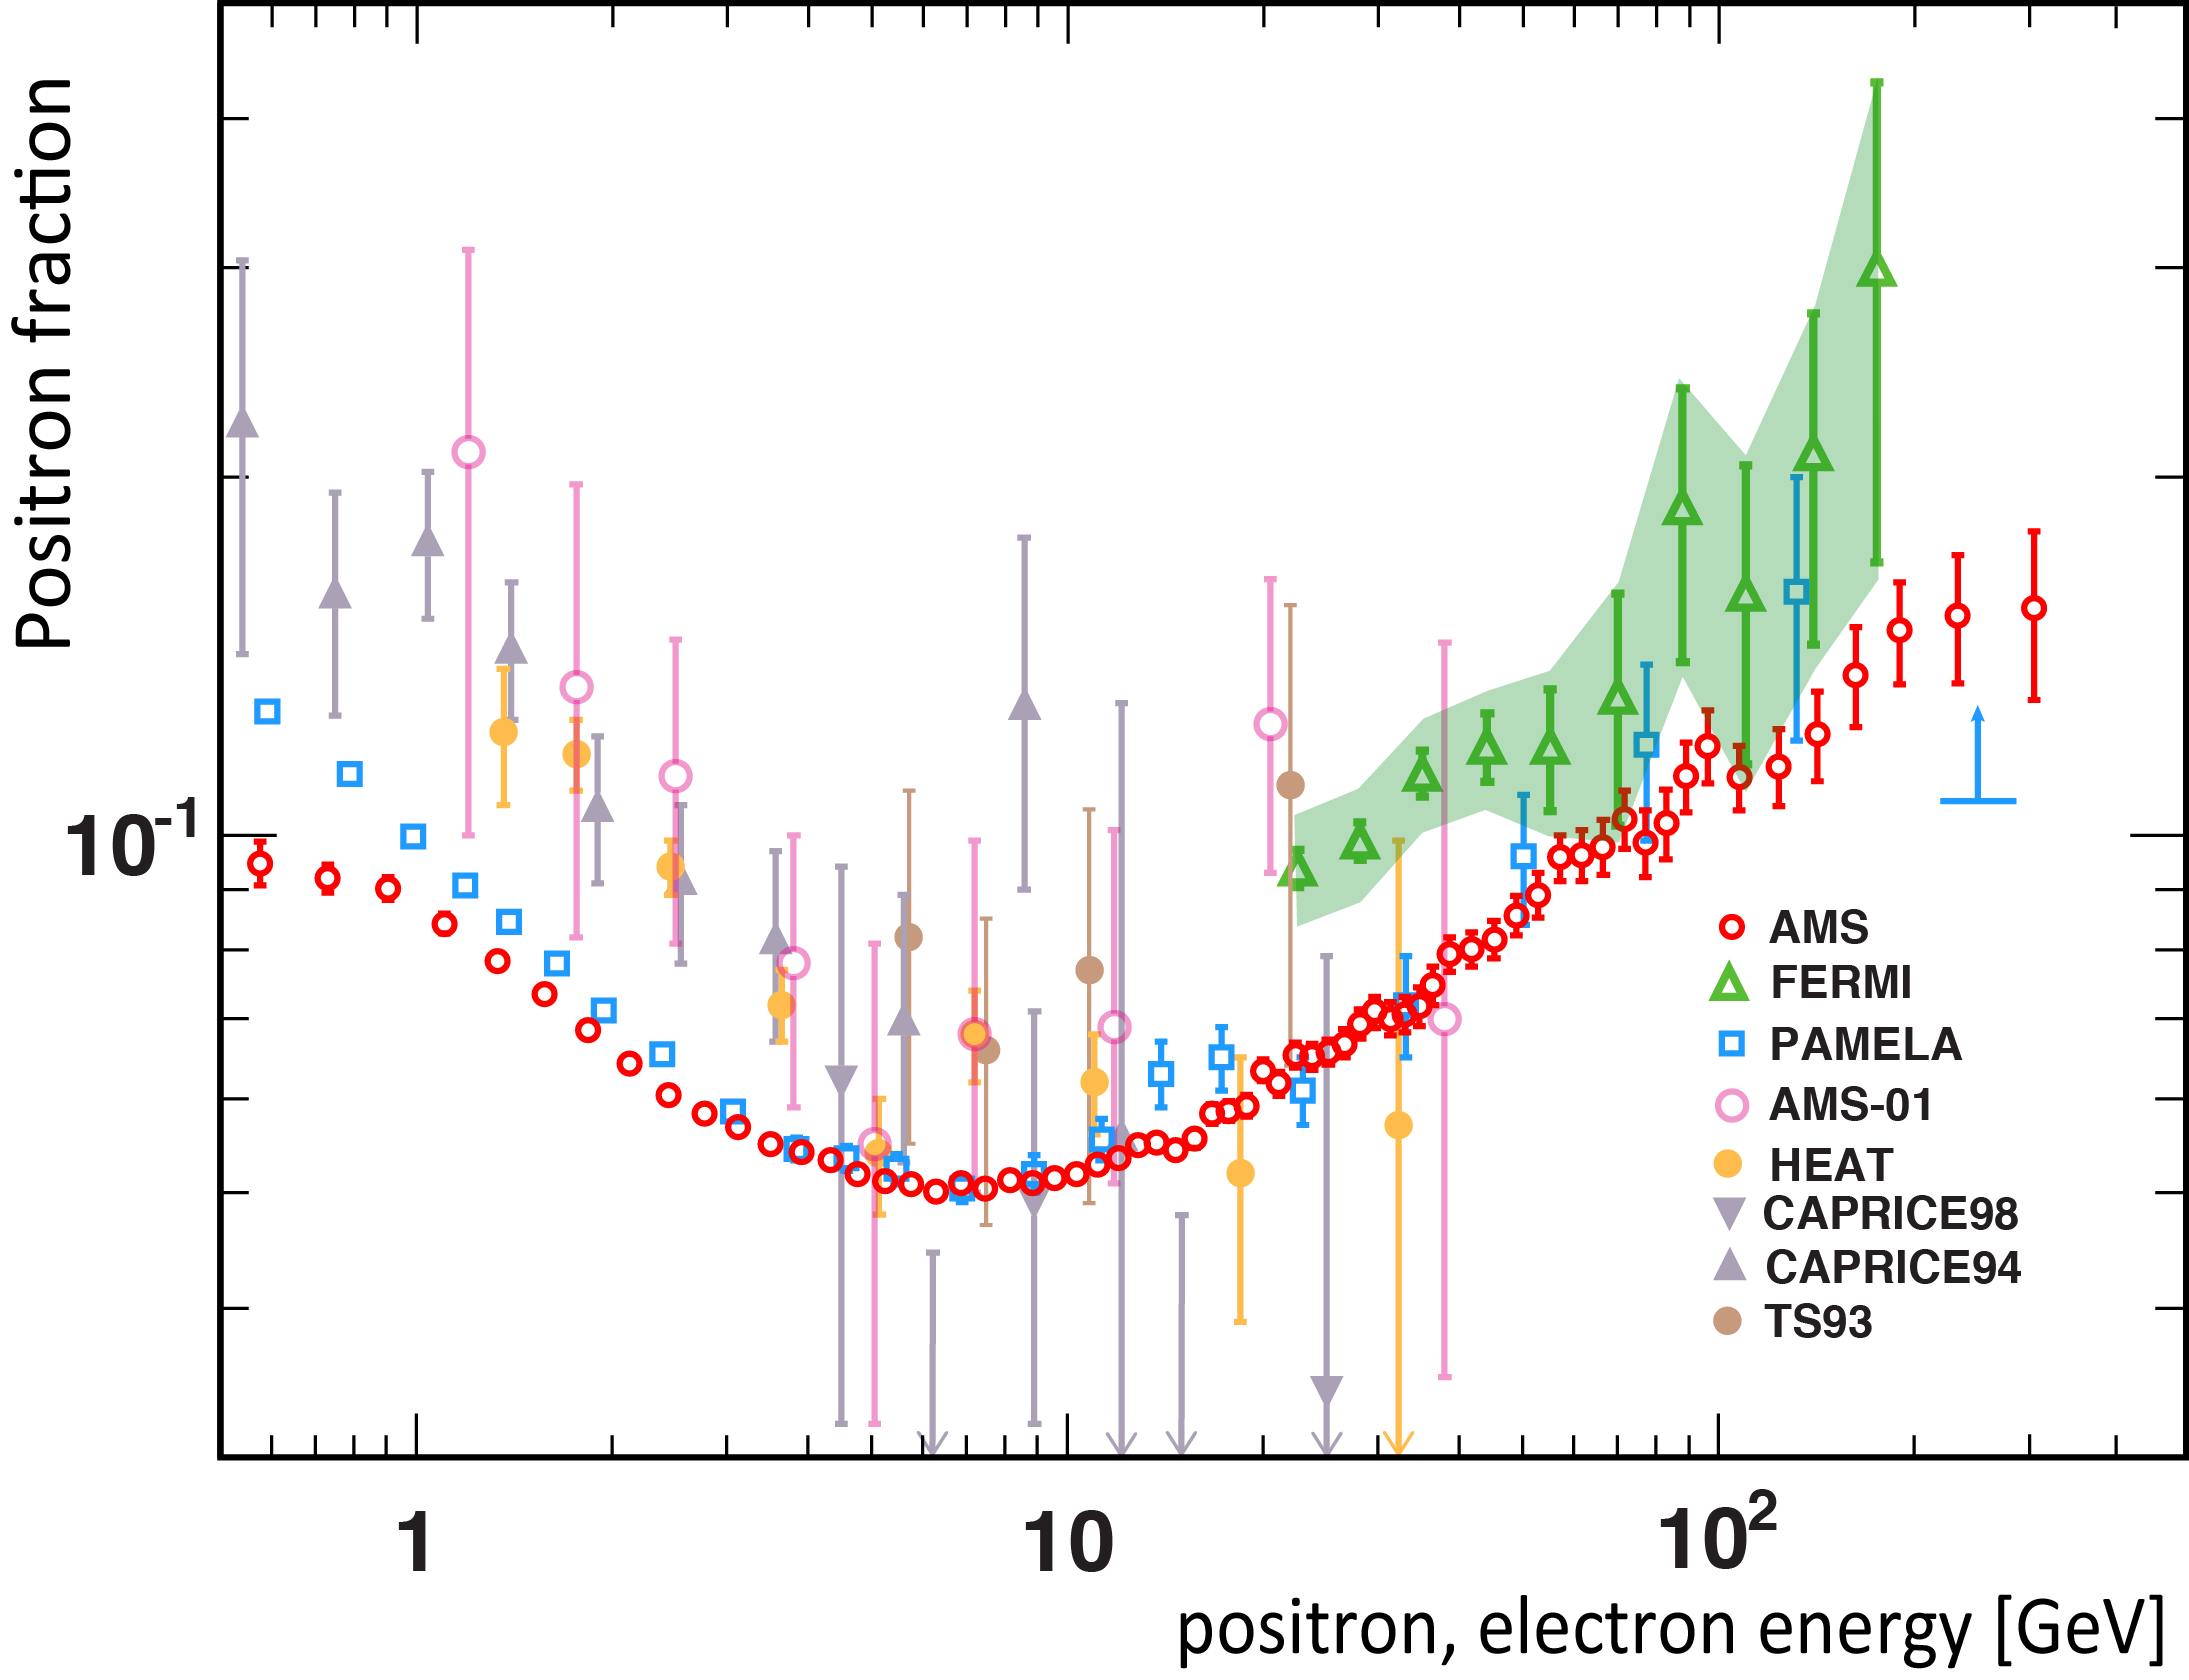 Positron fraction
10⁻¹
AMS
FERMI
PAMELA
AMS-01
HEAT
CAPRICE98
CAPRICE94
TS93
1 10 10²
positron, electron energy [GeV]